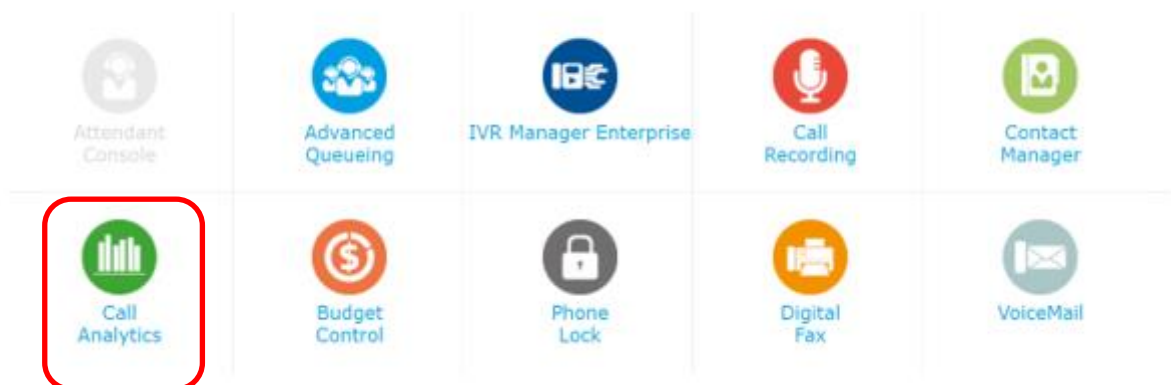 Attendant
Console
Advanced
Queueing
IVR Manager Enterprise
Call
Recording
Contact
Manager
Call
Analytics
Budget
Control
Phone
Lock
Digital
Fax
VoiceMail